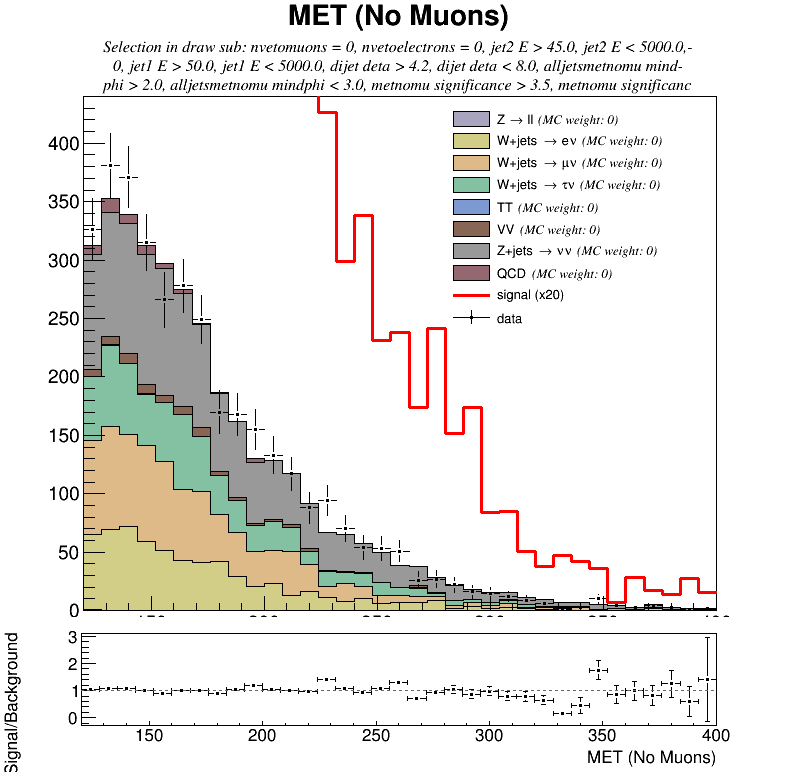 MET (No Muons)
Selection in draw sub: nvetomuons = 0, nvetoelectrons = 0, jet2 E > 45.0, jet2 E < 5000.0,-
0, jet1 E > 50.0, jet1 E < 5000.0, dijet deta > 4.2, dijet deta < 8.0, alljetsmetnomu mind-
phi > 2.0, alljetsmetnomu mindphi < 3.0, metnomu significance > 3.5, metnomu significanc
Z → ll (MC weight: 0)
W+jets → eν (MC weight: 0)
W+jets → μν (MC weight: 0)
W+jets → τν (MC weight: 0)
TT (MC weight: 0)
VV (MC weight: 0)
Z+jets → νν (MC weight: 0)
QCD (MC weight: 0)
signal (x20)
data
400
350
300
250
200
150
100
50
0
Signal/Background
3
2
1
0
150 200 250 300 350 400
MET (No Muons)